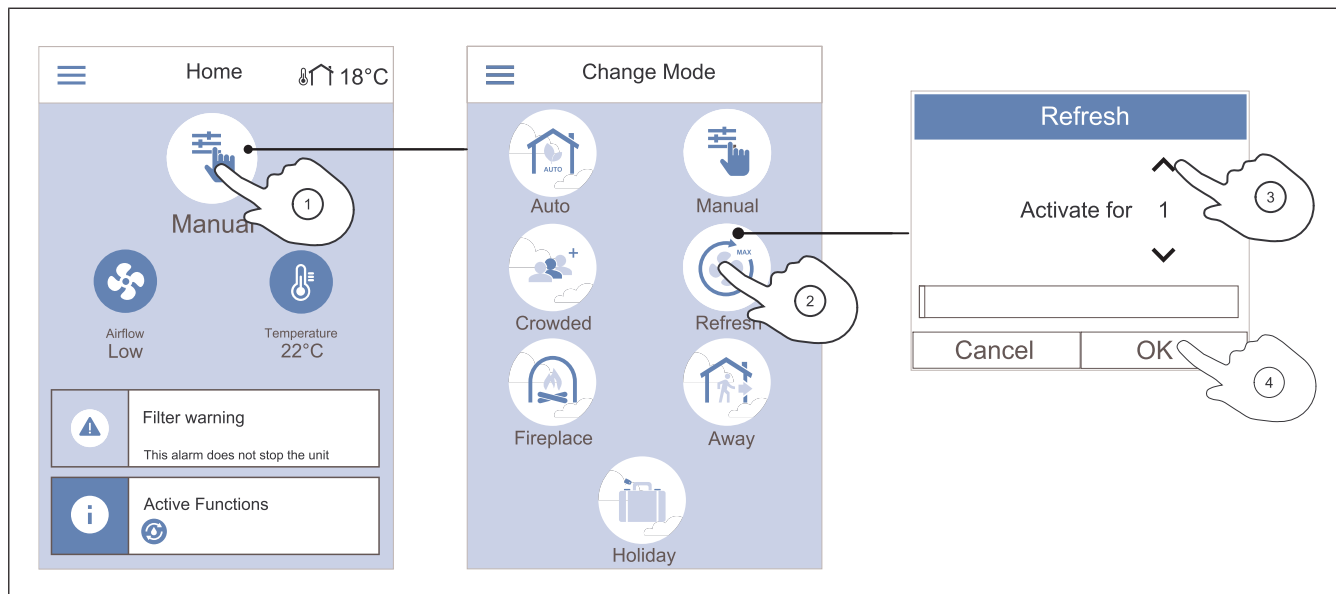 Home
18°C
Manual
1
Airflow
Low
Temperature
22°C
Filter warning
This alarm does not stop the unit
i
Active Functions
Change Mode
AUTO
Auto
Manual
+
Crowded
MAX
Refresh
2
Fireplace
Away
Holiday
Refresh
Activate for 1
3
Cancel
OK
4